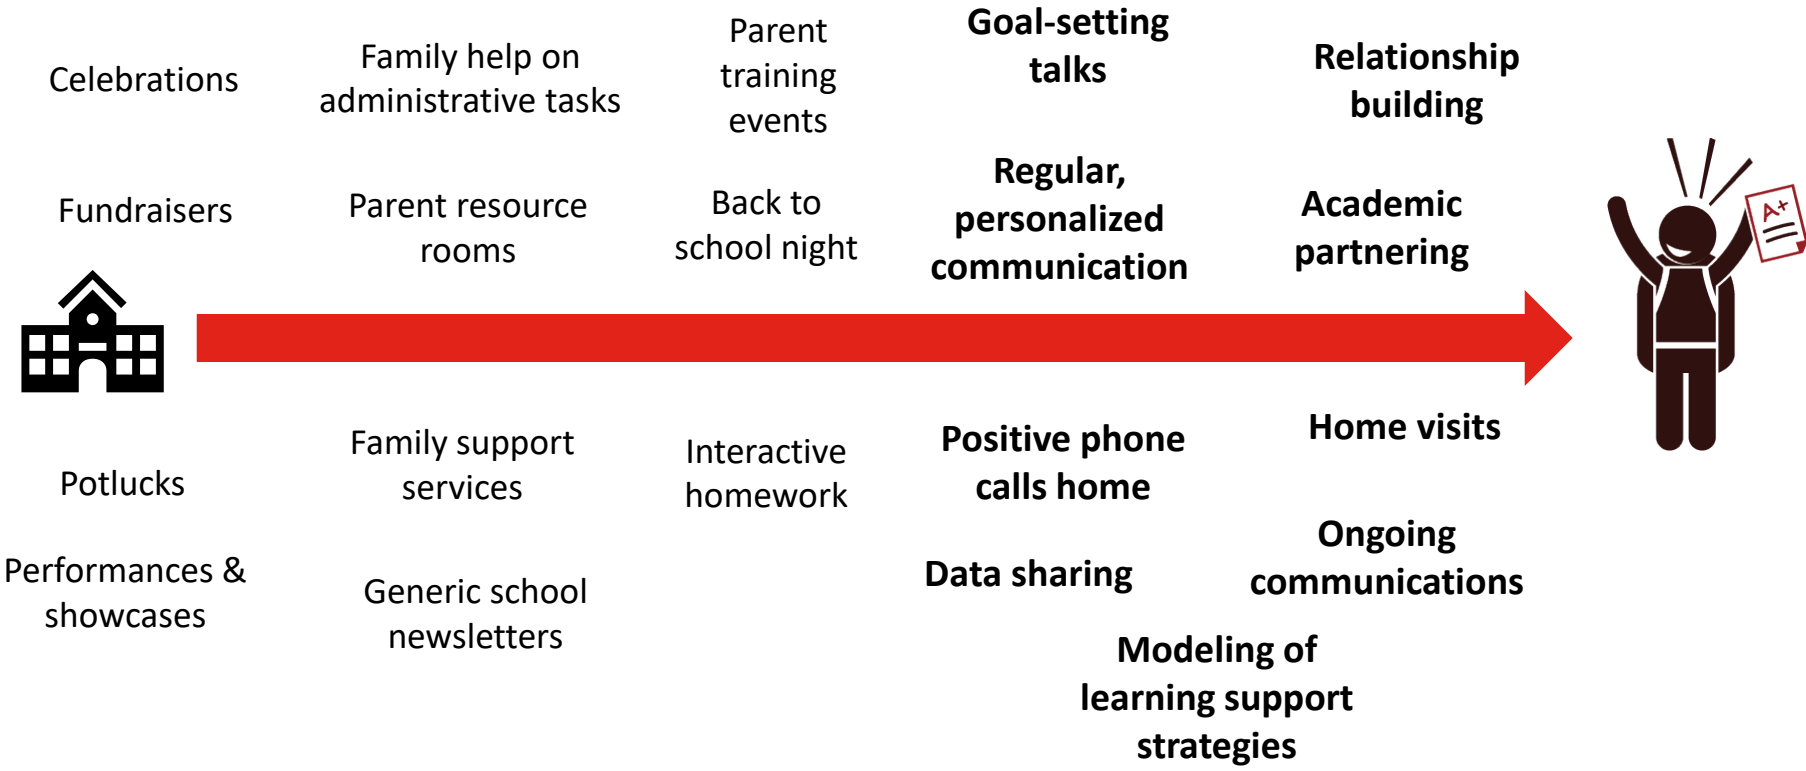 Celebrations
Family help on
administrative tasks
Parent
training
events
Goal-setting
talks
Relationship
building
Fundraisers
Parent resource
rooms
Back to
school night
Regular,
personalized
communication
Academic
partnering
A+
Potlucks
Family support
services
Interactive
homework
Positive phone
calls home
Home visits
Performances &
showcases
Generic school
newsletters
Data sharing
Ongoing
communications
Modeling of
learning support
strategies